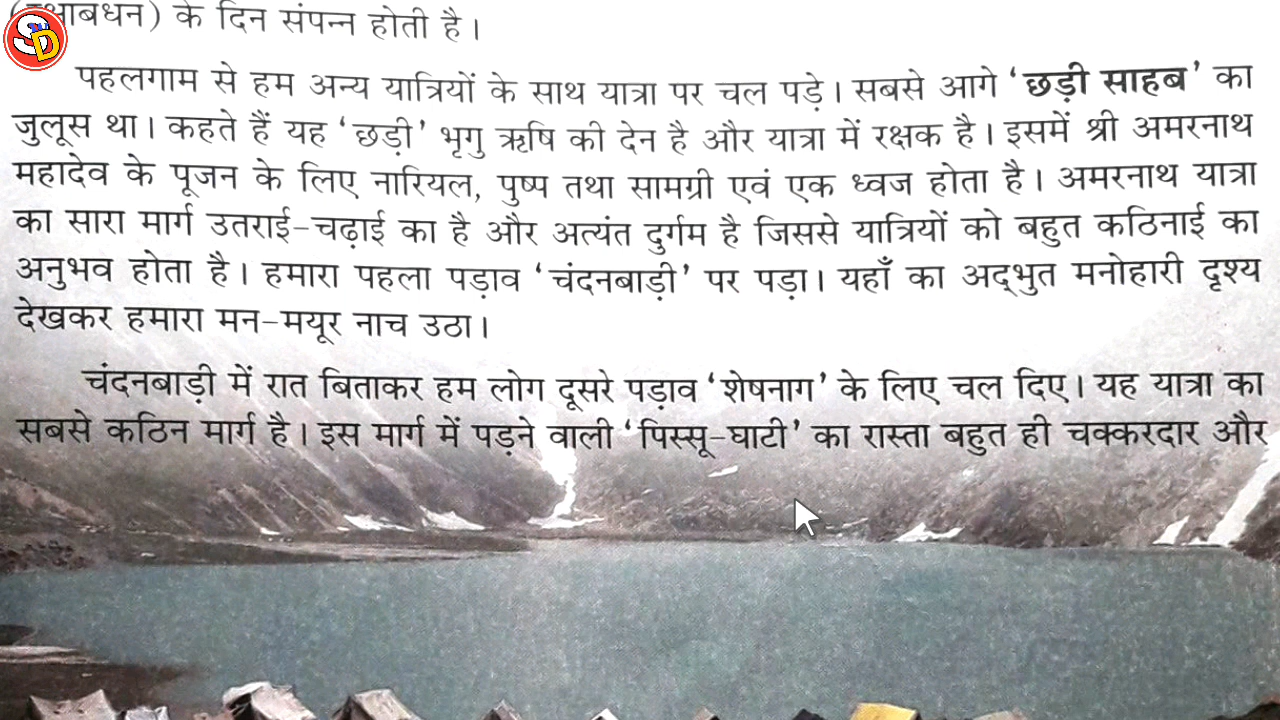 के दिन संपन्न होती है।
पहलगाम से हम अन्य यात्रियों के साथ यात्रा पर चल पड़े। सबसे आगे ‘छड़ी साहब’ का
जुलूस था। कहते हैं यह ‘छड़ी’ भृगु ऋषि की देन है और यात्रा में रक्षक है। इसमें श्री अमरनाथ
महादेव के पूजन के लिए नारियल, पुष्प तथा सामग्री एवं एक ध्वज होता है। अमरनाथ यात्रा
का सारा मार्ग उतराई-चढ़ाई का है और अत्यंत दुर्गम है जिससे यात्रियों को बहुत कठिनाई का
अनुभव होता है। हमारा पहला पड़ाव ‘चंदनबाड़ी’ पर पड़ा। यहाँ का अद्‌भुत मनोहारी दृश्य
देखकर हमारा मन-मयूर नाच उठा।
चंदनबाड़ी में रात बिताकर हम लोग दूसरे पड़ाव ‘शेषनाग’ के लिए चल दिए। यह यात्रा का
सबसे कठिन मार्ग है। इस मार्ग में पड़ने वाली ‘पिस्सू-घाटी’ का रास्ता बहुत ही चक्करदार और